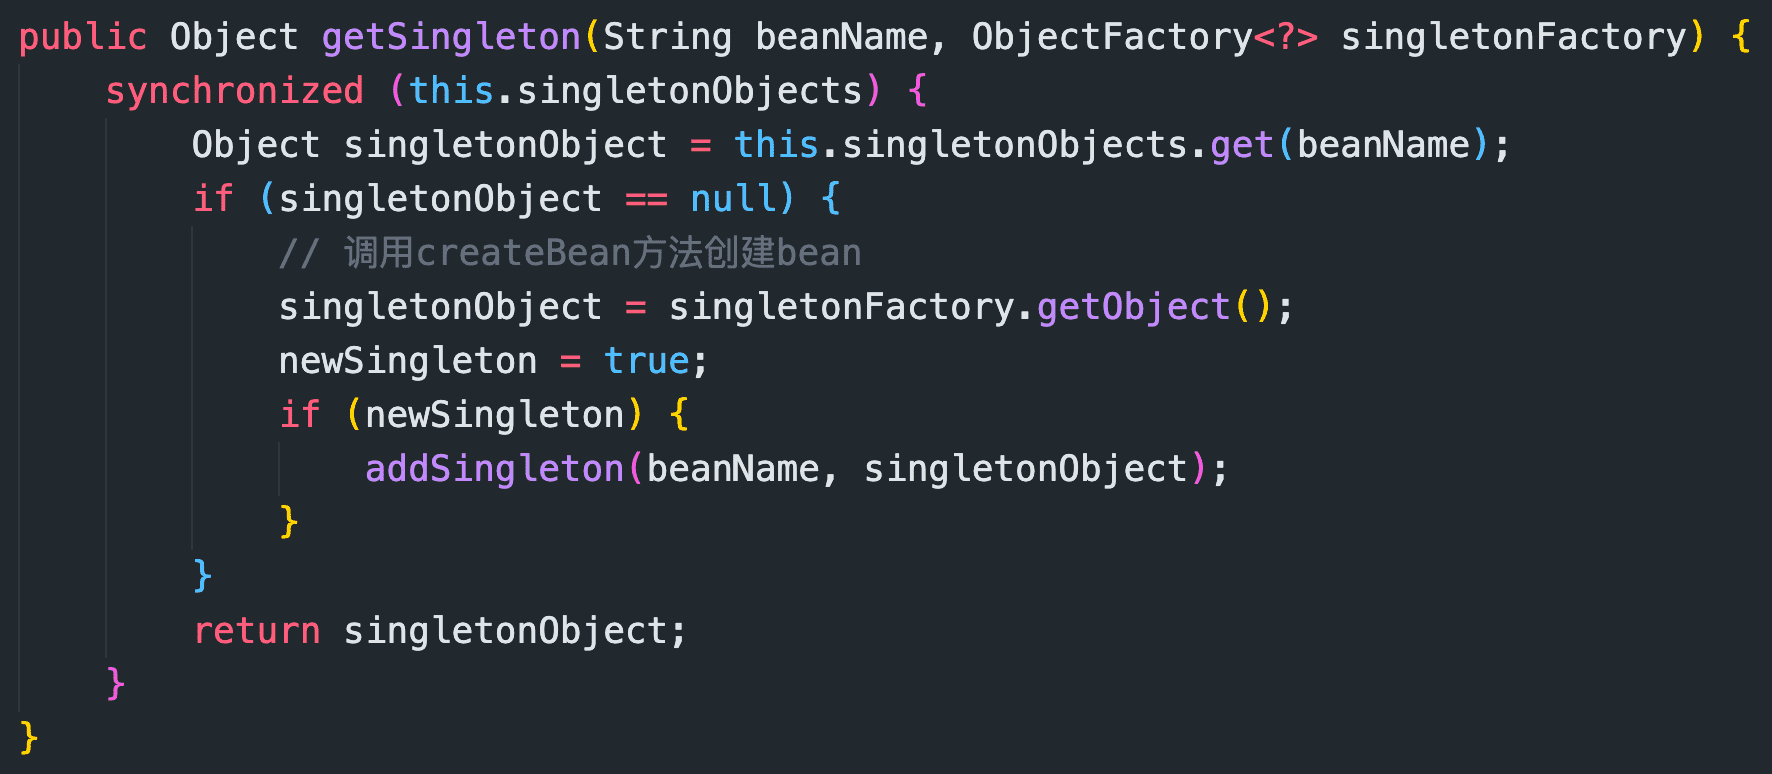 public Object getSingleton(String beanName, ObjectFactory<?> singletonFactory) {
    synchronized (this.singletonObjects) {
        Object singletonObject = this.singletonObjects.get(beanName);
        if (singletonObject == null) {
            // 调用createBean方法创建bean
            singletonObject = singletonFactory.getObject();
            newSingleton = true;
            if (newSingleton) {
                addSingleton(beanName, singletonObject);
            }
        }
        return singletonObject;
    }
}